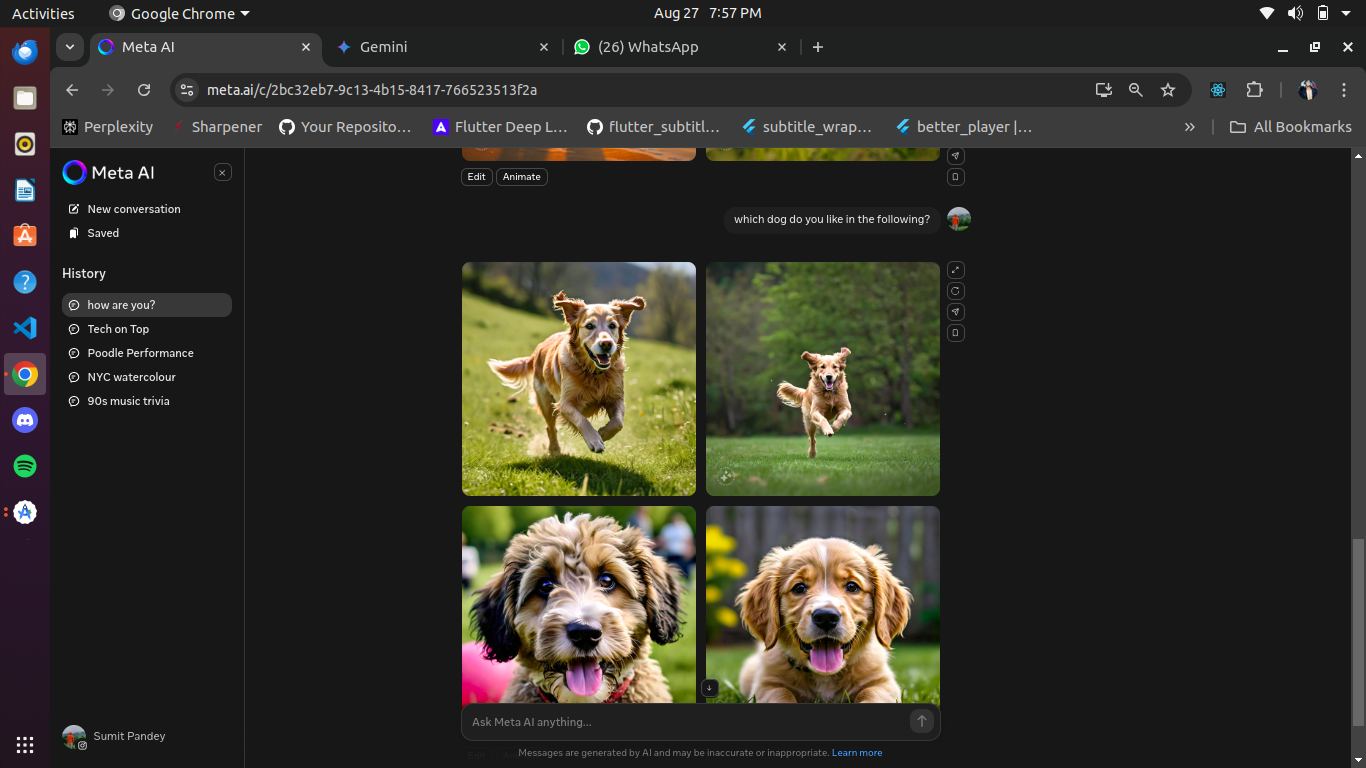 Activities
Google Chrome
Aug 27 7:57 PM
Meta AI
Gemini
(26) WhatsApp
meta.ai/c/2bc32eb7-9c13-4b15-8417-766523513f2a
Perplexity
Sharpener
Your Reposito…
Flutter Deep L…
flutter_subtitl…
subtitle_wrap…
better_player |…
All Bookmarks
Meta AI
New conversation
Saved
History
how are you?
Tech on Top
Poodle Performance
NYC watercolour
90s music trivia
Sumit Pandey
Edit
Animate
which dog do you like in the following?
Ask Meta AI anything...
Messages are generated by AI and may be inaccurate or inappropriate. Learn more
Edit